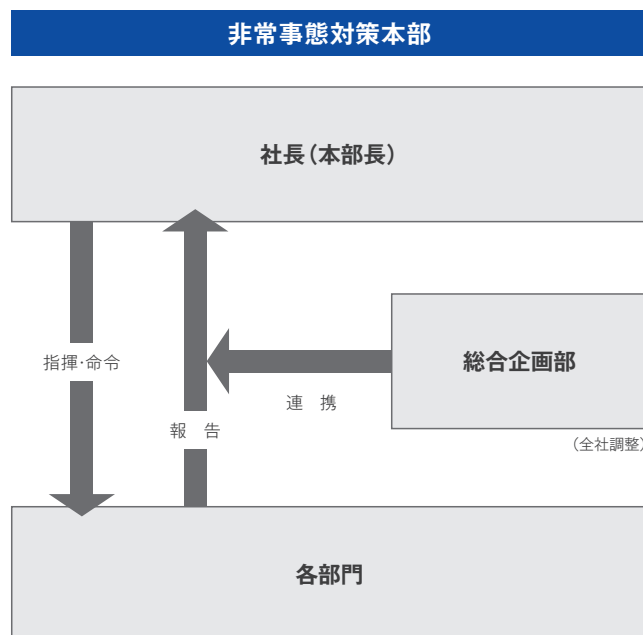 非常事態対策本部
社長（本部長）
指揮・命令
総合企画部
連　携
報　告
（全社調整）
各部門